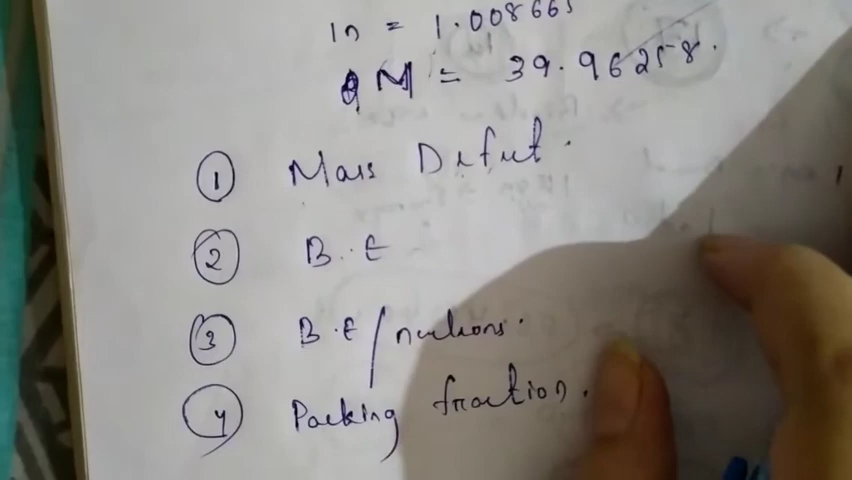 1n = 1.008665
M = 39.96258.
① Mass Defect.
② B.E
③ B.E/nucleons.
④ Packing fraction.